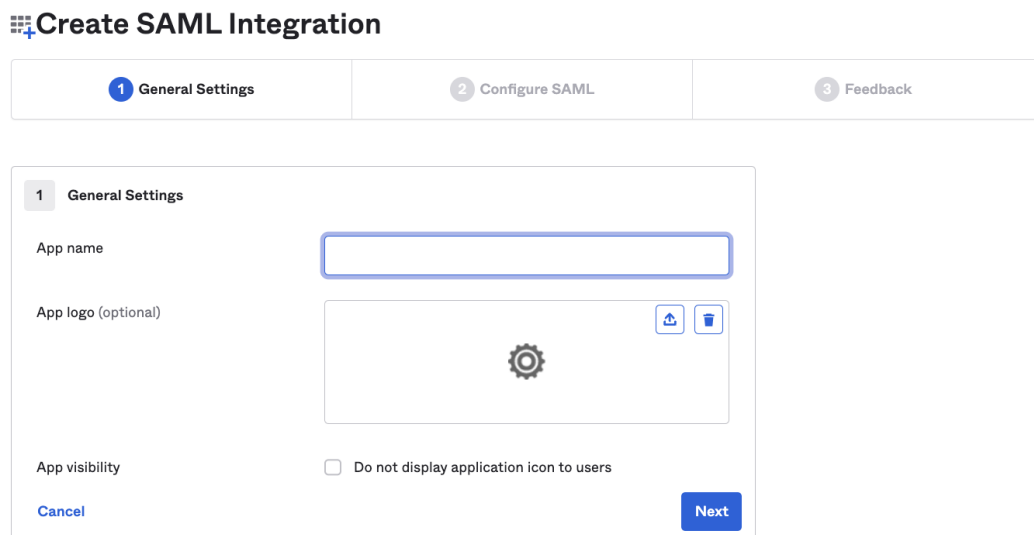 Create SAML Integration
1 General Settings
2 Configure SAML
3 Feedback
1 General Settings
App name
App logo (optional)
App visibility
Do not display application icon to users
Cancel
Next